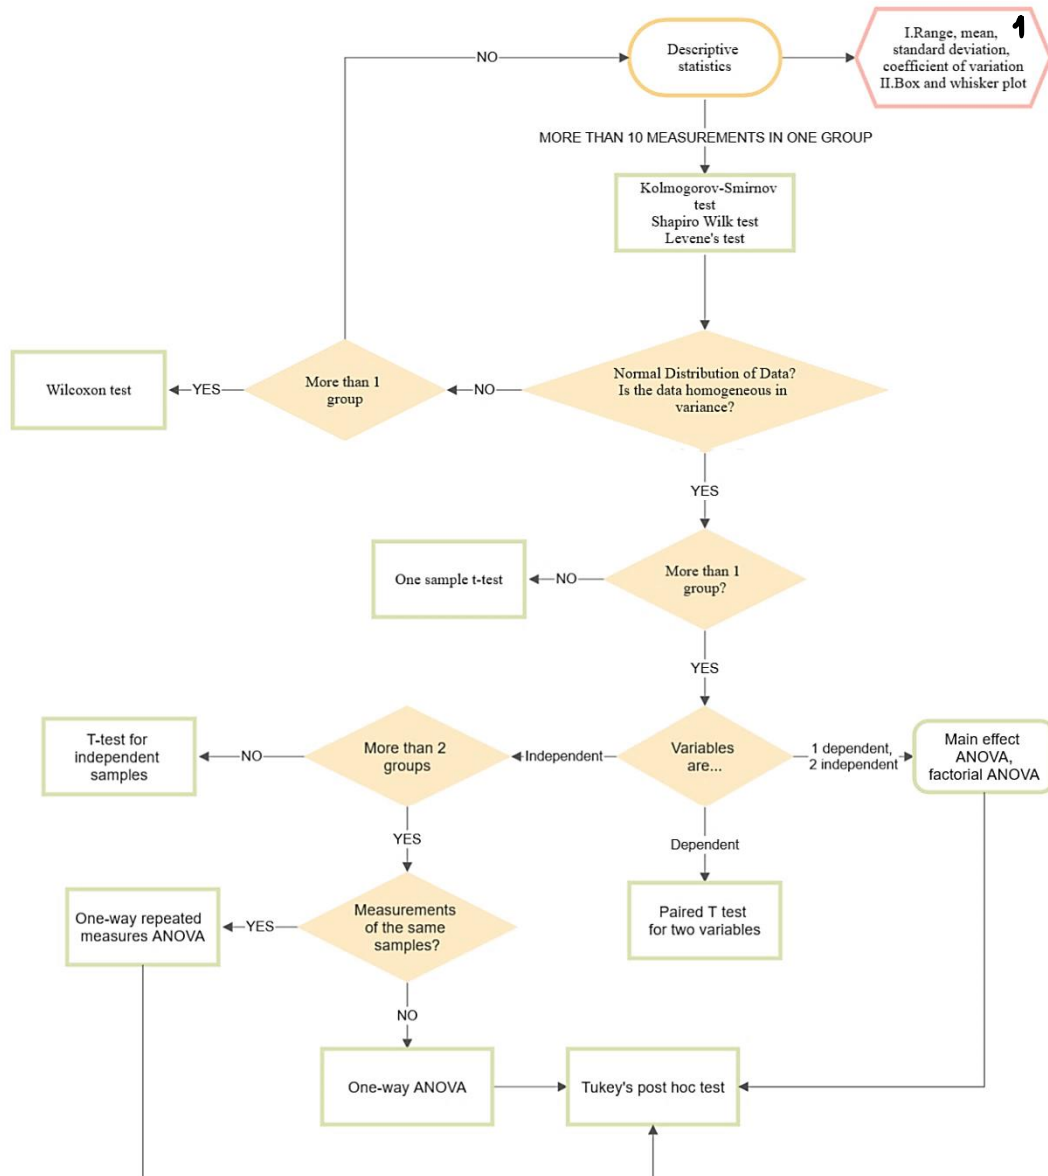 1
I.Range, mean,
standard deviation,
coefficient of variation
II.Box and whisker plot
Descriptive
statistics
NO
MORE THAN 10 MEASUREMENTS IN ONE GROUP
Kolmogorov-Smirnov
test
Shapiro Wilk test
Levene's test
Normal Distribution of Data?
Is the data homogeneous in
variance?
NO
More than 1
group
YES
Wilcoxon test
YES
More than 1
group?
NO
One sample t-test
YES
Variables
are...
Independent
More than 2
groups
NO
T-test for
independent
samples
1 dependent,
2 independent
Main effect
ANOVA,
factorial ANOVA
YES
Dependent
Paired T test
for two variables
Measurements
of the same
samples?
YES
One-way repeated
measures ANOVA
NO
One-way ANOVA
Tukey's post hoc test